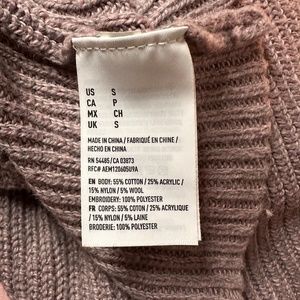 US S
CA P
MX CH
UK S
MADE IN CHINA / FABRIQUÉ EN CHINE /
HECHO EN CHINA
RN 54485/CA 03873
RFC# AEM120605U9A
EN BODY: 55% COTTON / 25% ACRYLIC /
15% NYLON / 5% WOOL
EMBROIDERY: 100% POLYESTER
FR CORPS: 55% COTON / 25% ACRYLIQUE
/ 15% NYLON / 5% LAINE
BRODERIE: 100% POLYESTER